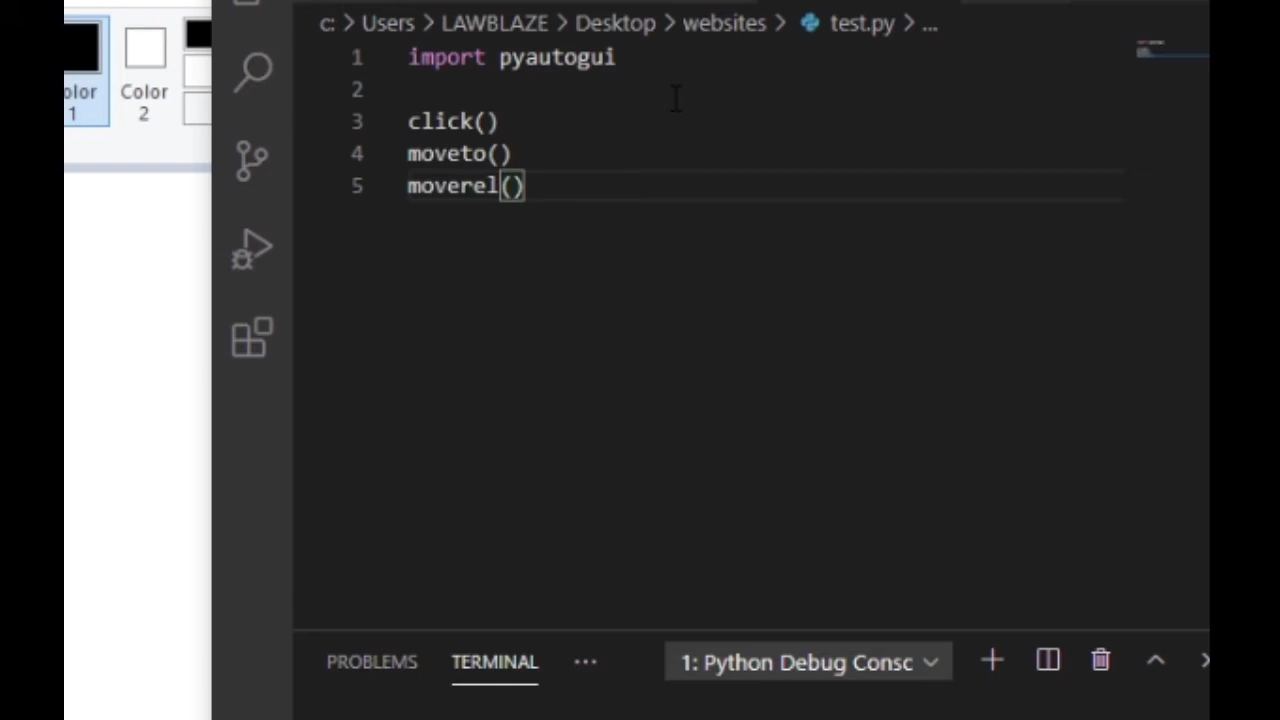 c: > Users > LAWBLAZE > Desktop > websites > test.py > ...
olor
1
Color
2
1 import pyautogui
2
3 click()
4 moveto()
5 moverel()
PROBLEMS TERMINAL ... 1: Python Debug Consc